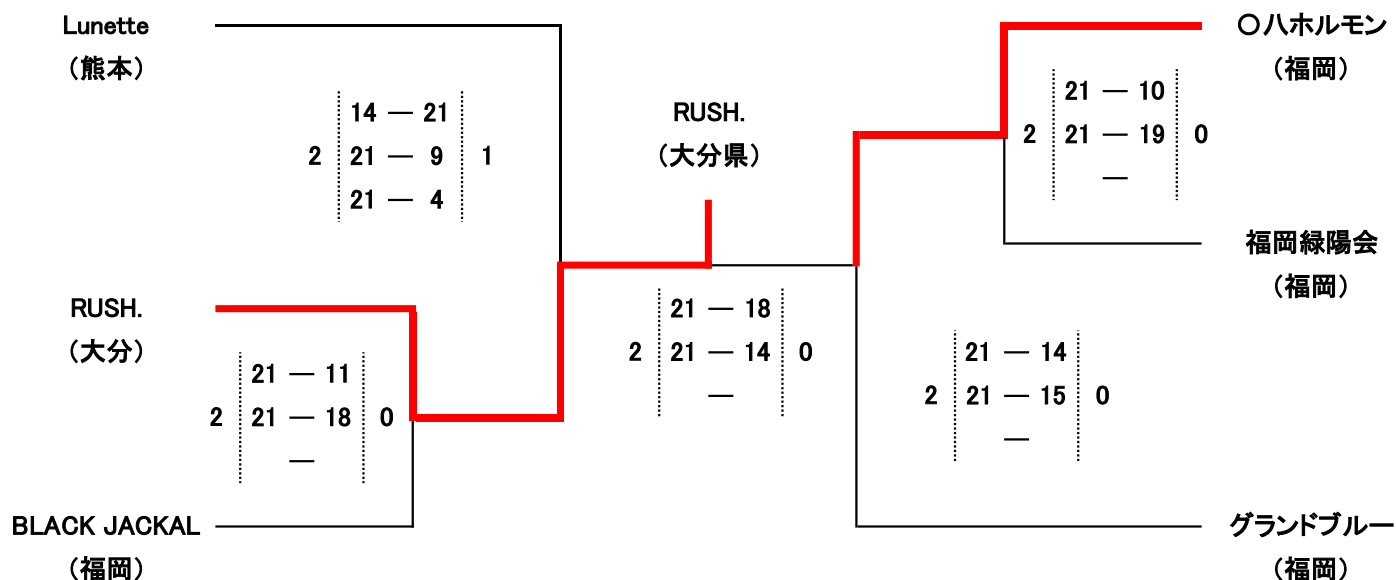 Lunette
(熊本)
14 — 21
2 21 — 9 1
21 — 4
RUSH.
(大分)
21 — 11
2 21 — 18 0
—
BLACK JACKAL
(福岡)
RUSH.
(大分県)
21 — 18
2 21 — 14 0
—
〇八ホルモン
(福岡)
21 — 10
2 21 — 19 0
—
福岡緑陽会
(福岡)
21 — 14
2 21 — 15 0
—
グランドブルー
(福岡)